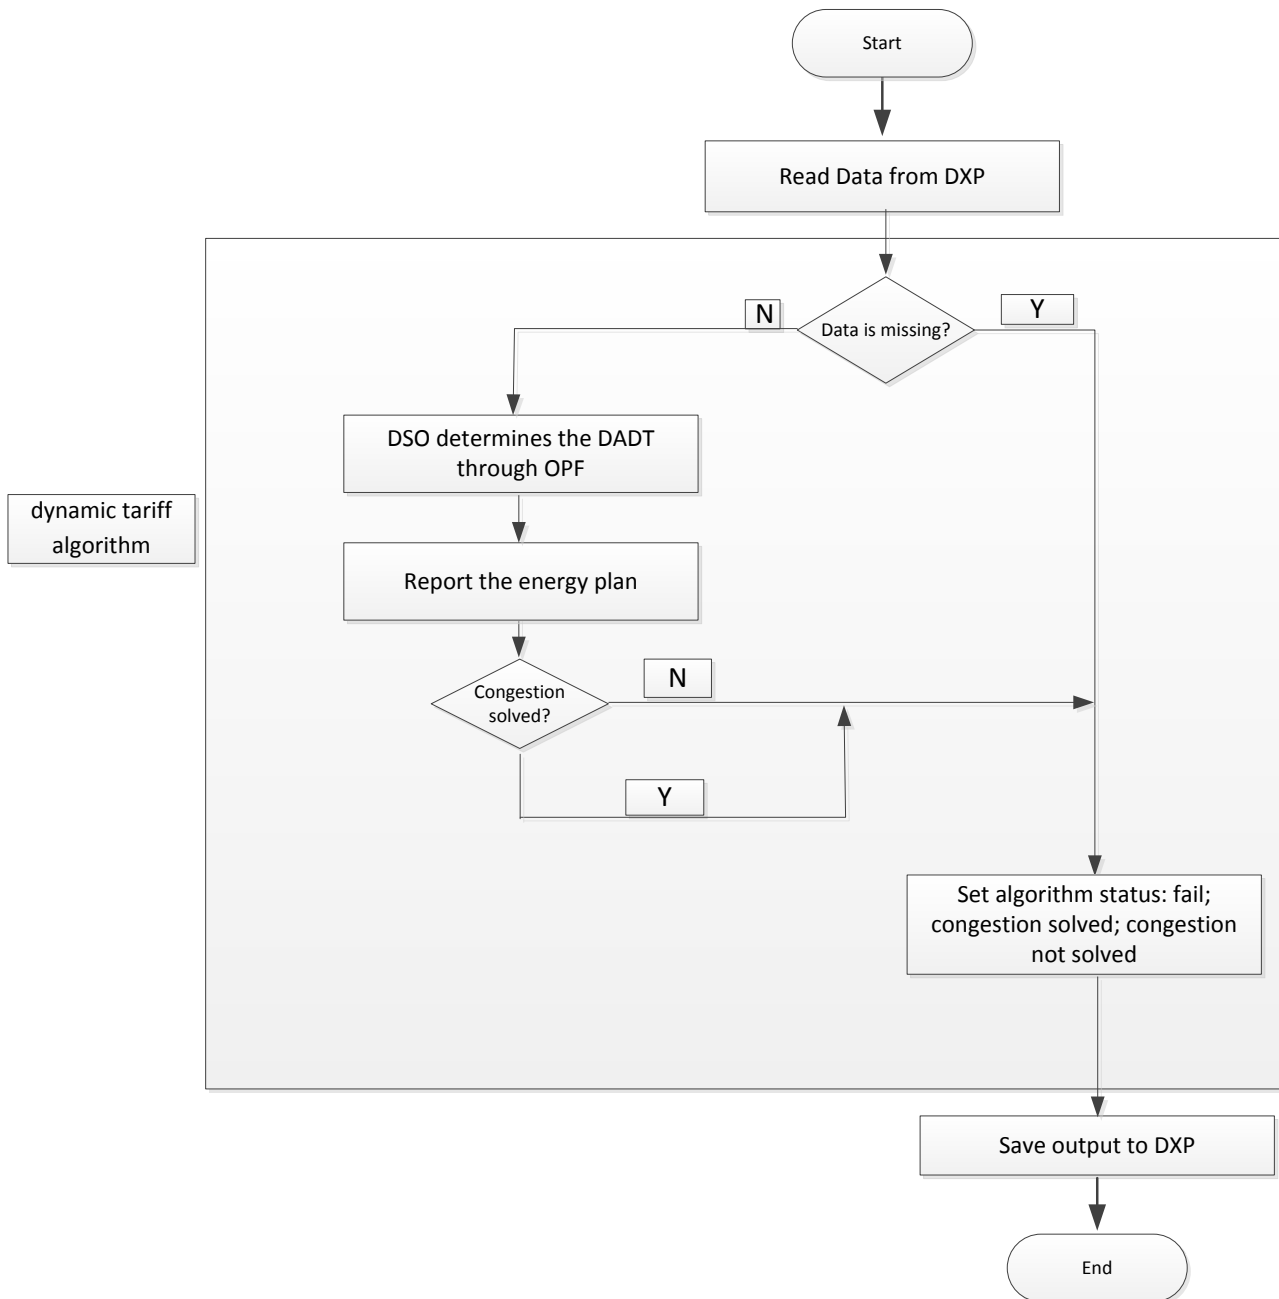 Start
Read Data from DXP
Data is missing?
N
Y
DSO determines the DADT
through OPF
dynamic tariff
algorithm
Report the energy plan
Congestion
solved?
N
Y
Set algorithm status: fail;
congestion solved; congestion
not solved
Save output to DXP
End